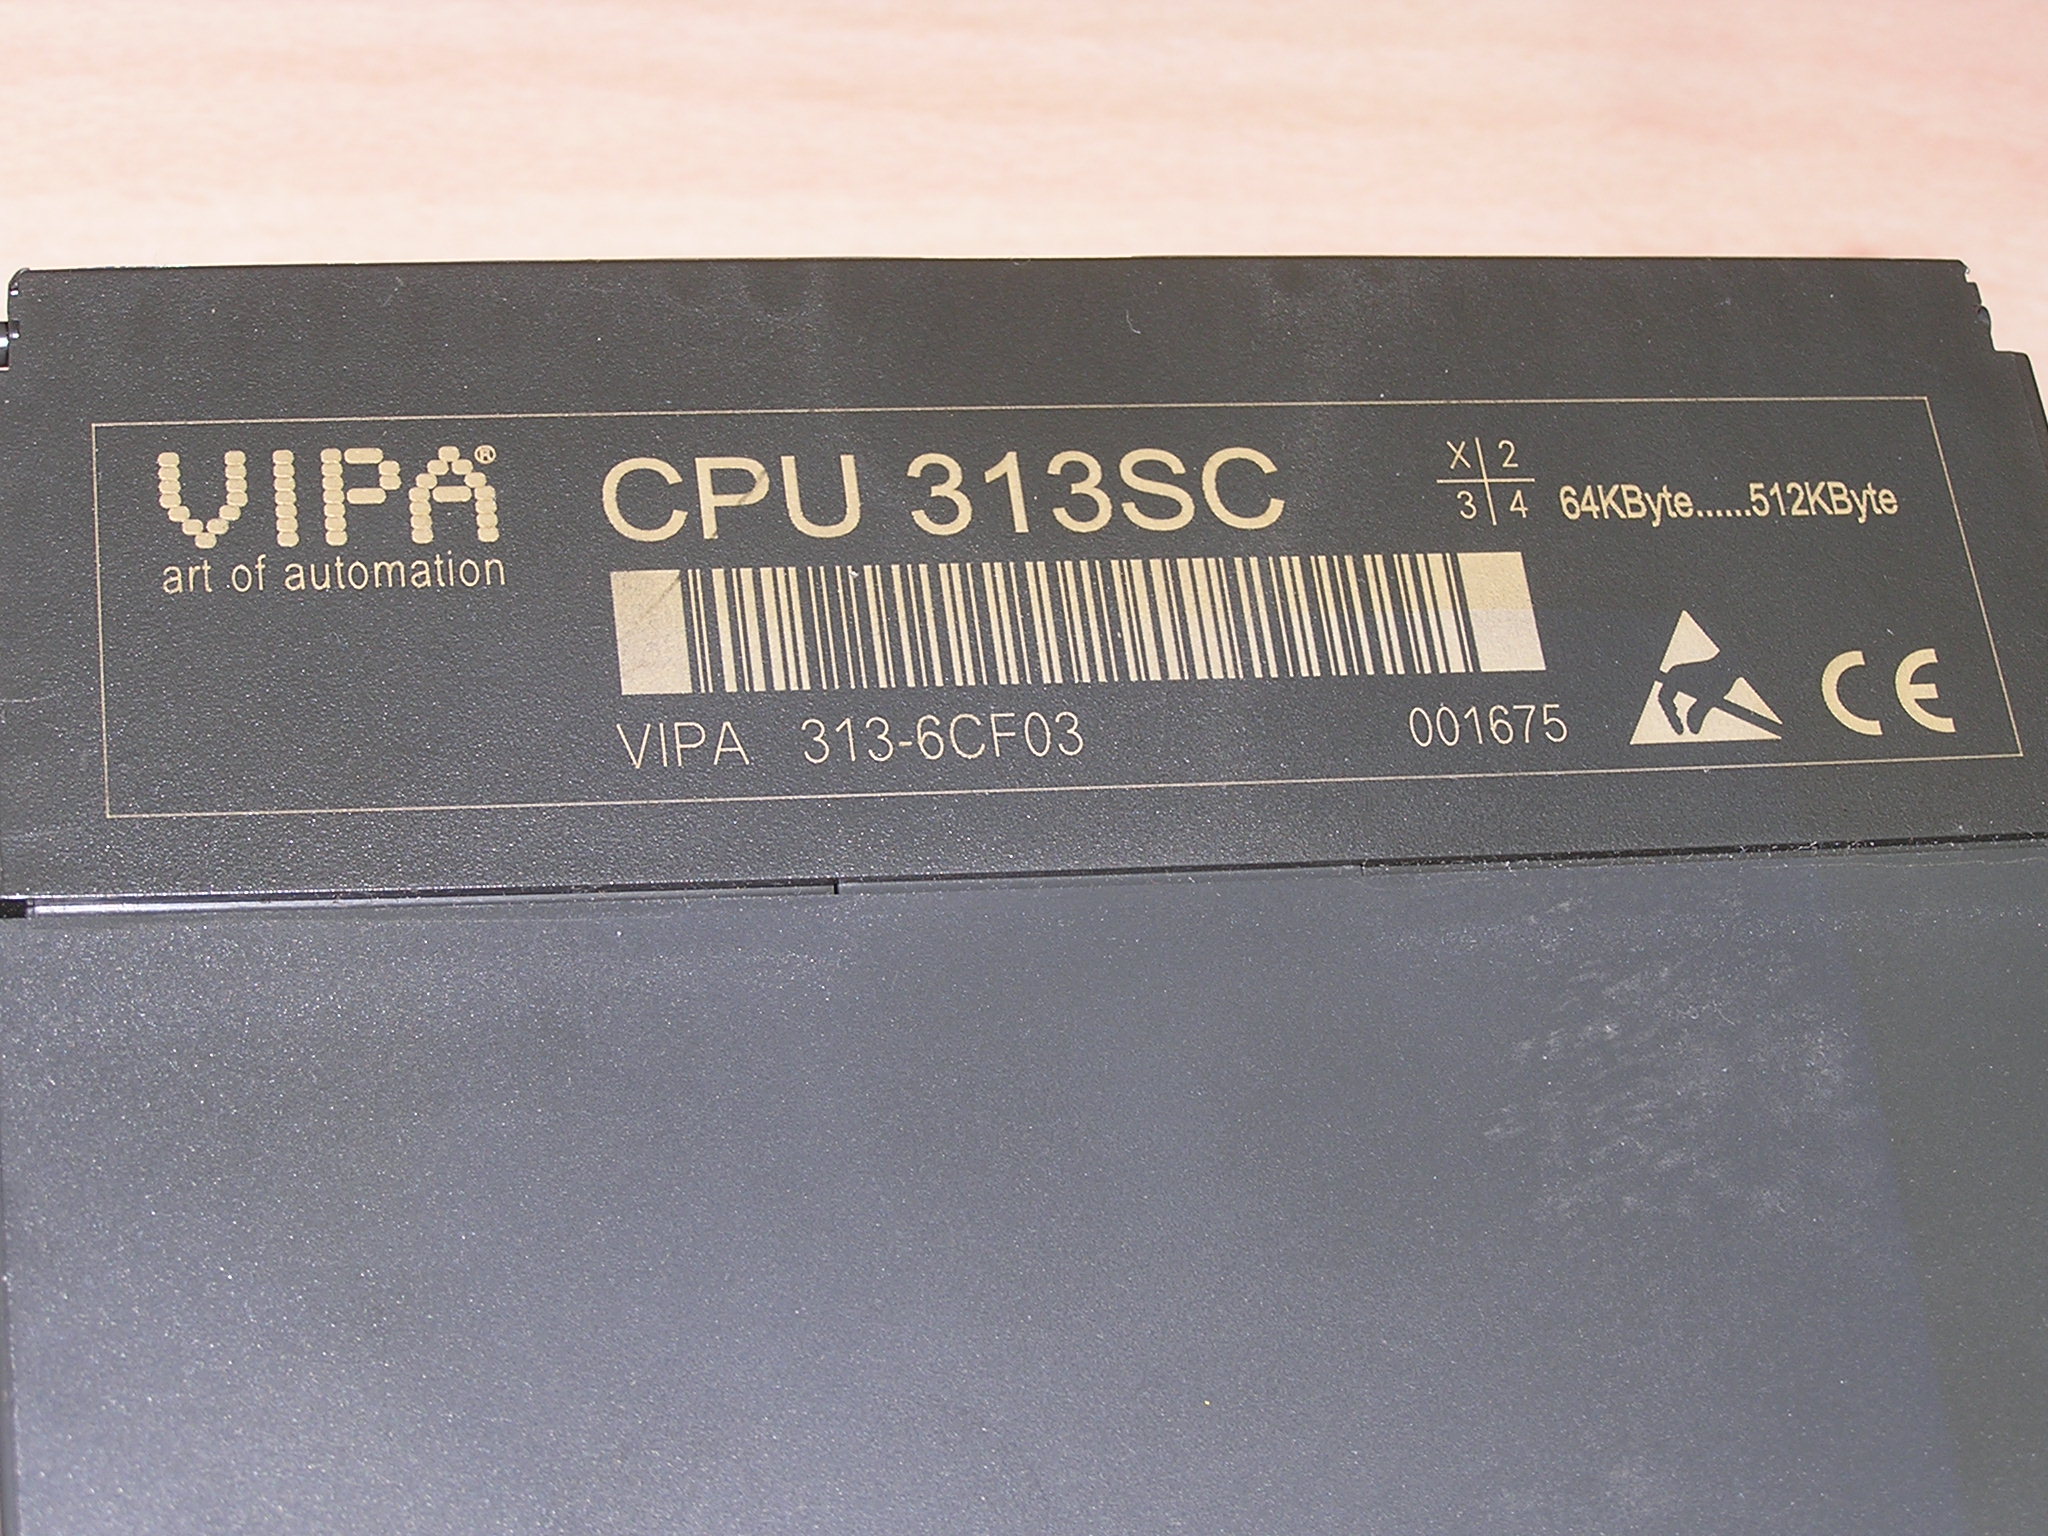 VIPA®
art of automation
CPU 313SC
X 2
3 4
64KByte......512KByte
VIPA 313-6CF03
001675
CE